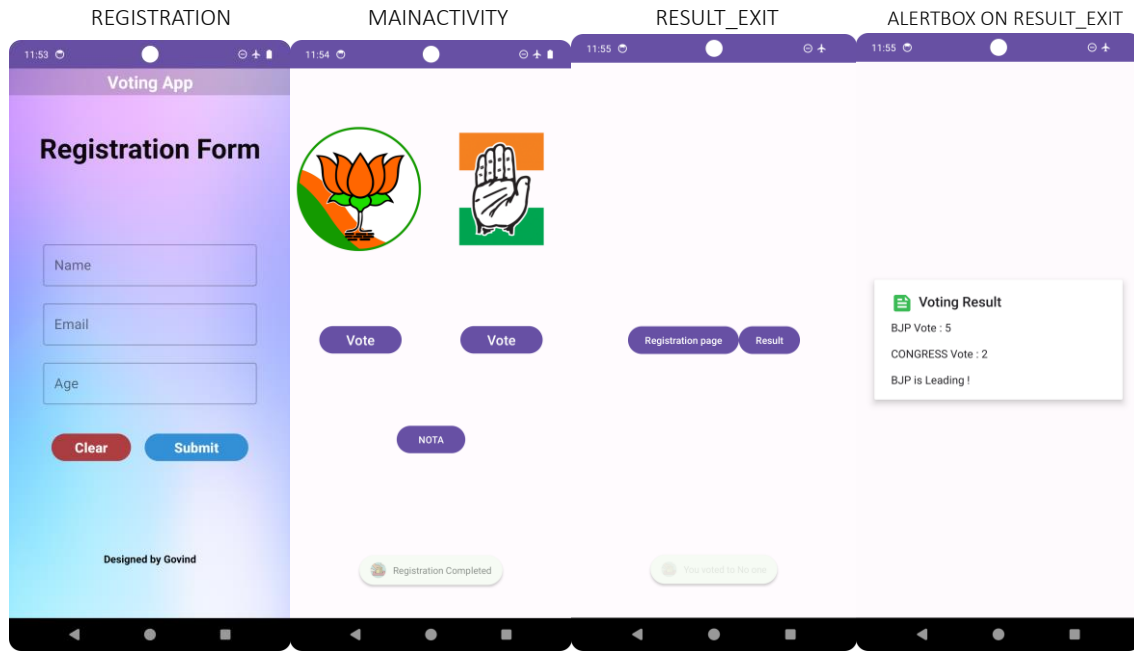 REGISTRATION
MAINACTIVITY
RESULT_EXIT
ALERTBOX ON RESULT_EXIT
11:53
Voting App
Registration Form
Name
Email
Age
Clear Submit
Designed by Govind
11:54
Vote Vote
NOTA
Registration Completed
11:55
Registration page Result
You voted to No one
11:55
Voting Result
BJP Vote : 5
CONGRESS Vote : 2
BJP is Leading !